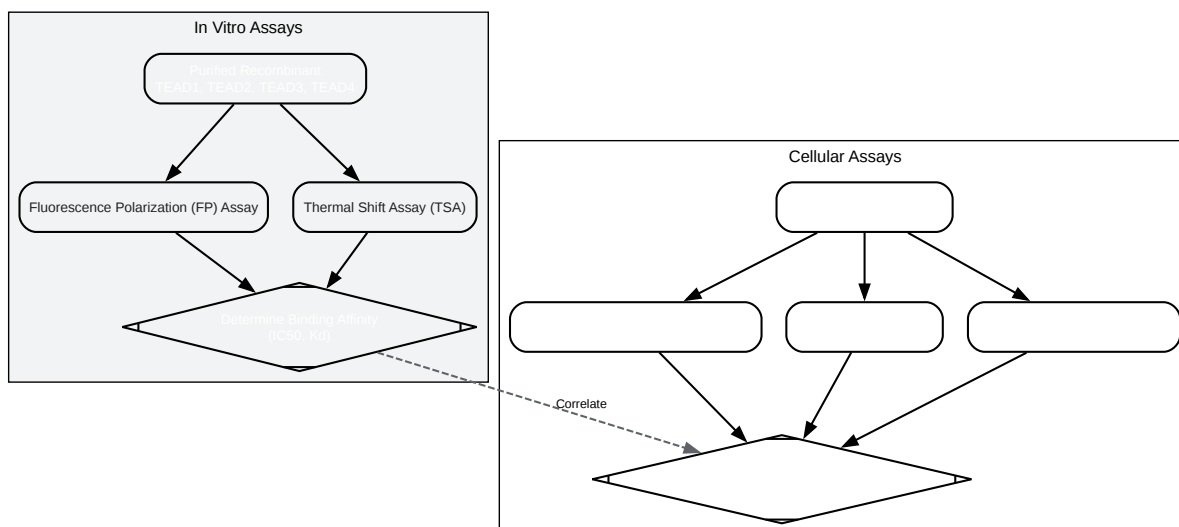 In Vitro Assays
Purified Recombinant
TEAD1, TEAD2, TEAD3, TEAD4
Fluorescence Polarization (FP) Assay
Thermal Shift Assay (TSA)
Determine Binding Affinity
(IC50, Kd)
Correlate
Cellular Assays